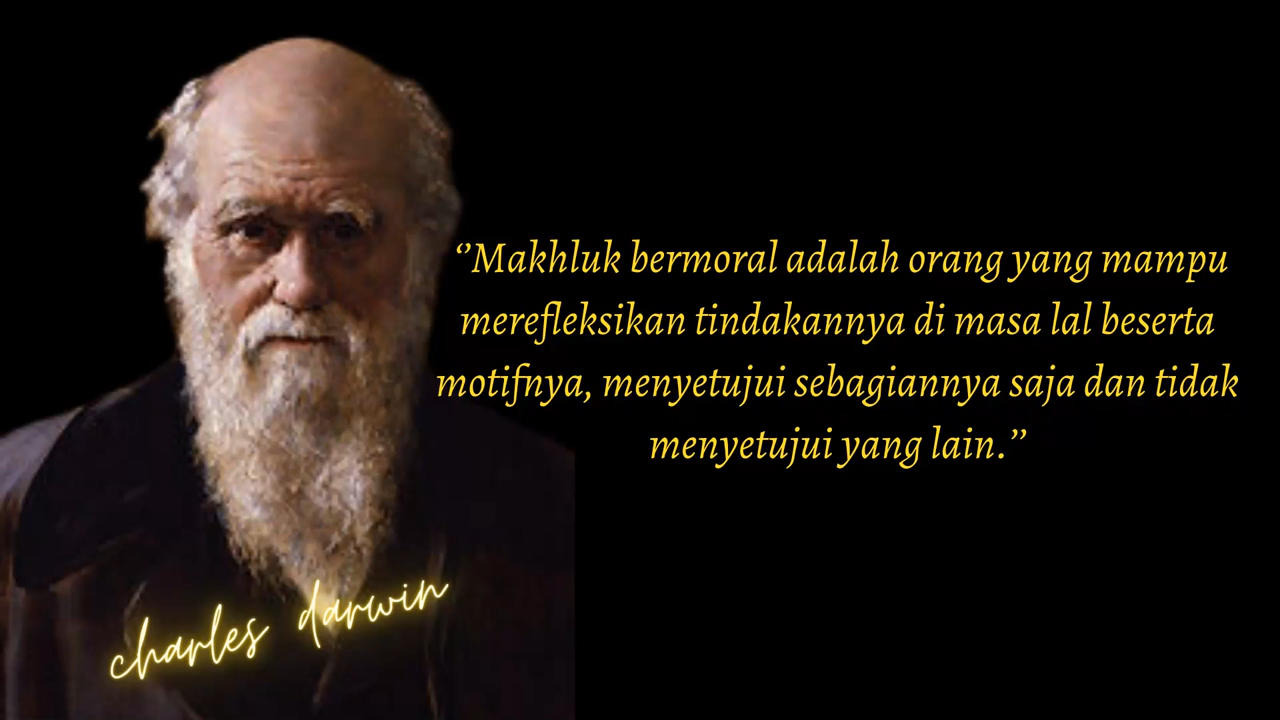 ‘’Makhluk bermoral adalah orang yang mampu
merefleksikan tindakannya di masa lal beserta
motifnya, menyetujui sebagiannya saja dan tidak
menyetujui yang lain.’’
charles darwin